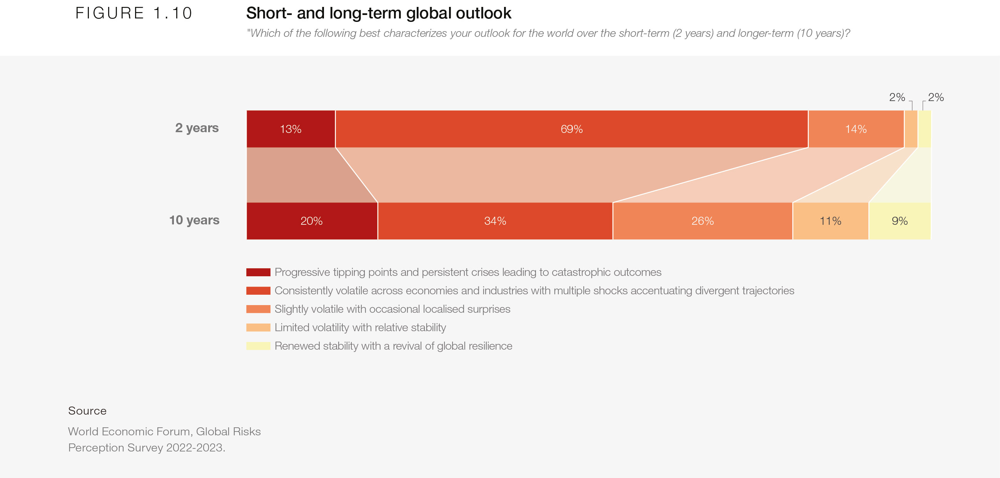 FIGURE 1.10
Short- and long-term global outlook
"Which of the following best characterizes your outlook for the world over the short-term (2 years) and longer-term (10 years)?
2% 2%
2 years 13% 69% 14%
10 years 20% 34% 26% 11% 9%
Progressive tipping points and persistent crises leading to catastrophic outcomes
Consistently volatile across economies and industries with multiple shocks accentuating divergent trajectories
Slightly volatile with occasional localised surprises
Limited volatility with relative stability
Renewed stability with a revival of global resilience
Source
World Economic Forum, Global Risks
Perception Survey 2022-2023.